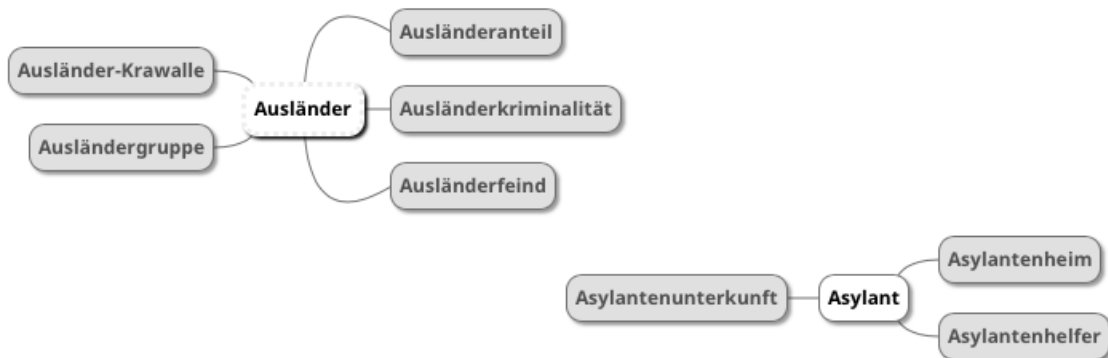 Ausländeranteil
Ausländer-Krawalle
Ausländer
Ausländerkriminalität
Ausländergruppe
Ausländerfeind
Asylantenheim
Asylantenunterkunft
Asylant
Asylantenhelfer